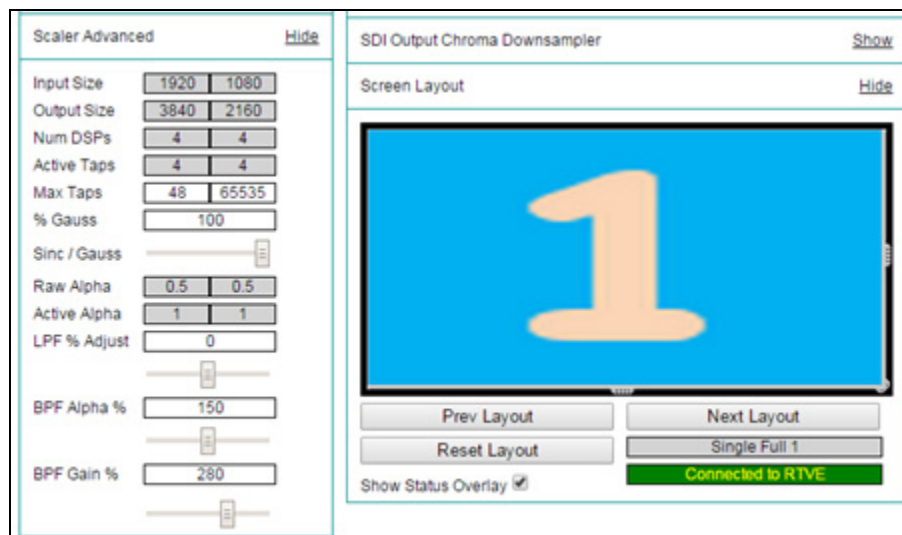 Scaler Advanced Hide
Input Size 1920 1080
Output Size 3840 2160
Num DSPs 4 4
Active Taps 4 4
Max Taps 48 65535
% Gauss 100
Sinc / Gauss
Raw Alpha 0.5 0.5
Active Alpha 1 1
LPF % Adjust 0
BPF Alpha % 150
BPF Gain % 280
SDI Output Chroma Downsampler Show
Screen Layout Hide
1
Prev Layout Next Layout
Reset Layout Single Full 1
Show Status Overlay Connected to RTVE